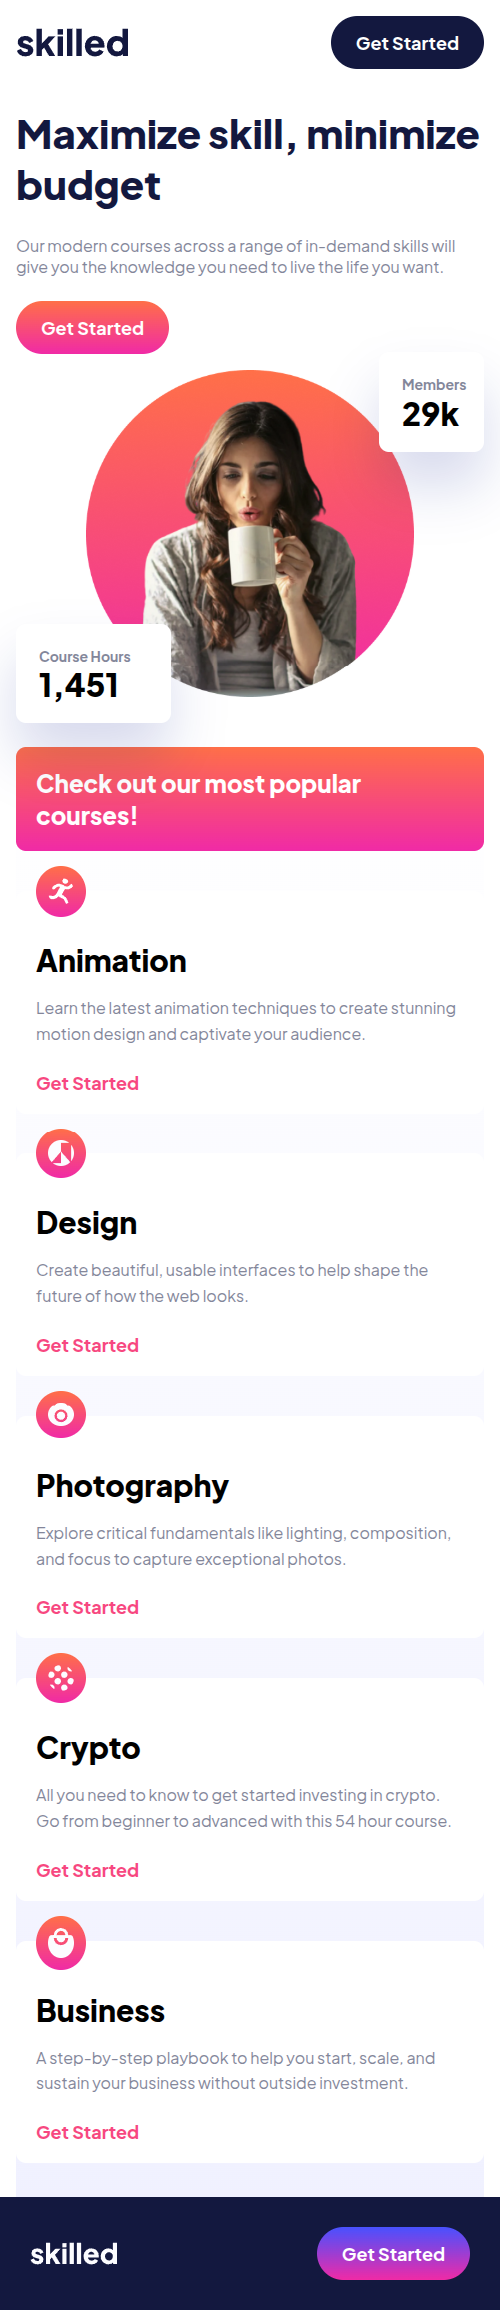 skilled
Get Started
Maximize skill, minimize
budget
Our modern courses across a range of in-demand skills will
give you the knowledge you need to live the life you want.
Get Started
Members
29k
Course Hours
1,451
Check out our most popular
courses!
Animation
Learn the latest animation techniques to create stunning
motion design and captivate your audience.
Get Started
Design
Create beautiful, usable interfaces to help shape the
future of how the web looks.
Get Started
Photography
Explore critical fundamentals like lighting, composition,
and focus to capture exceptional photos.
Get Started
Crypto
All you need to know to get started investing in crypto.
Go from beginner to advanced with this 54 hour course.
Get Started
Business
A step-by-step playbook to help you start, scale, and
sustain your business without outside investment.
Get Started
skilled
Get Started